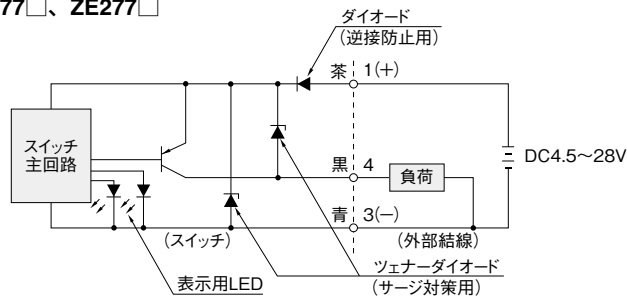 77□、ZE277□
ダイオード
(逆接防止用)
茶 1(+)
スイッチ
主回路
DC4.5〜28V
黒 4
負荷
青 3(−)
(スイッチ)
(外部結線)
ツェナーダイオード
(サージ対策用)
表示用LED